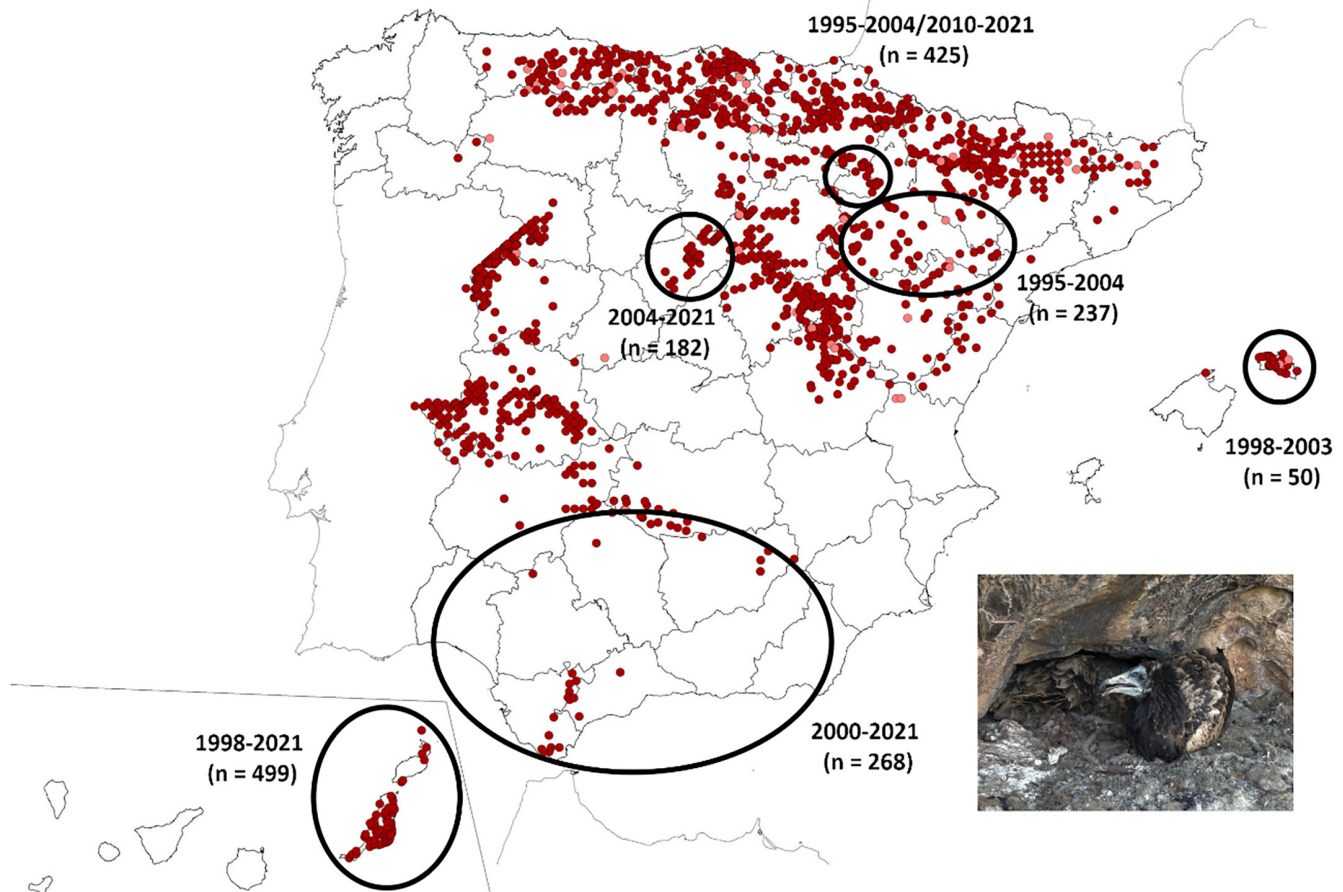 1995-2004/2010-2021
(n = 425)
1995-2004
(n = 237)
2004-2021
(n = 182)
1998-2003
(n = 50)
1998-2021
(n = 499)
2000-2021
(n = 268)